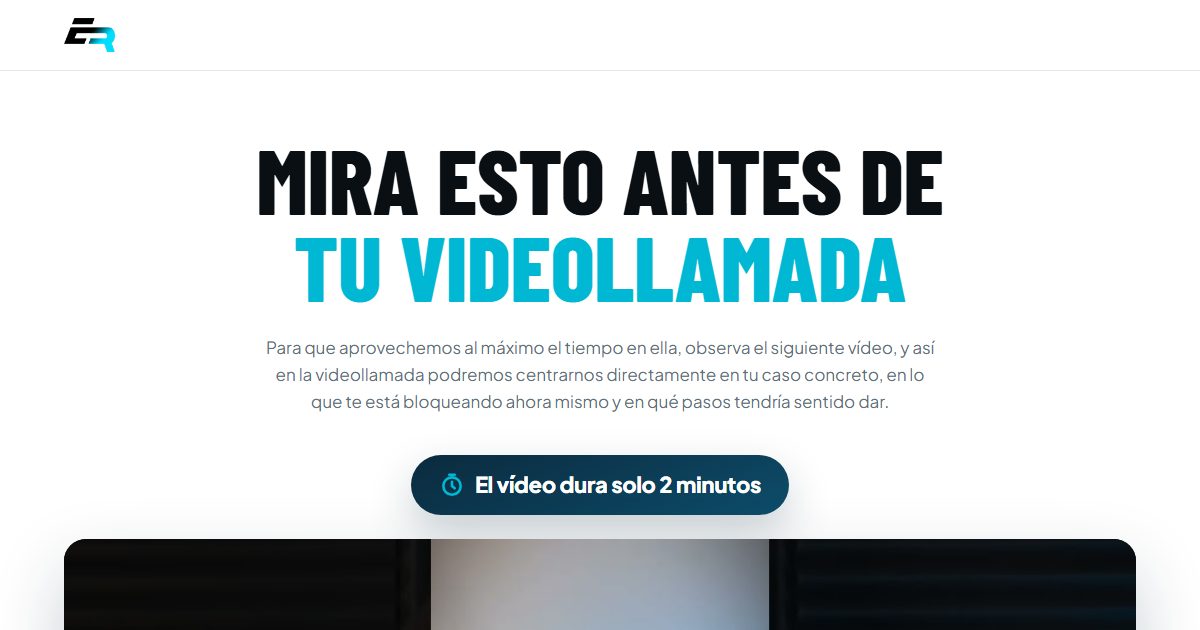 ER
MIRA ESTO ANTES DE
TU VIDEOLLAMADA
Para que aprovechemos al máximo el tiempo en ella, observa el siguiente vídeo, y así
en la videollamada podremos centrarnos directamente en tu caso concreto, en lo
que te está bloqueando ahora mismo y en qué pasos tendría sentido dar.
El vídeo dura solo 2 minutos